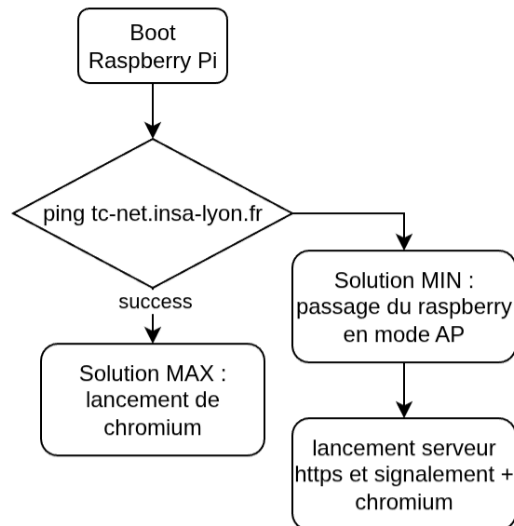 Boot
Raspberry Pi
ping tc-net.insa-lyon.fr
success
Solution MAX :
lancement de
chromium
Solution MIN :
passage du raspberry
en mode AP
lancement serveur
https et signalement +
chromium